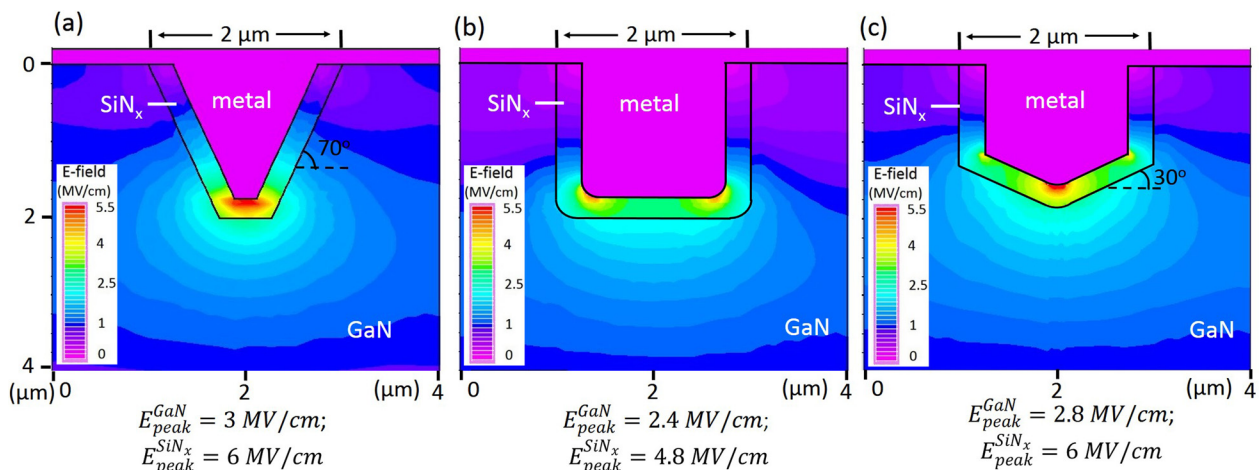 (a)
2 μm
0
metal
SiNₓ
70°
E-field
(MV/cm)
5.5
4
2.5
1
0
2
GaN
4
(μm) 0 2 4
E_peak^GaN = 3 MV/cm;
E_peak^SiNₓ = 6 MV/cm
(b)
2 μm
metal
SiNₓ
E-field
(MV/cm)
5.5
4
2.5
1
0
GaN
(μm) 0 2 4
E_peak^GaN = 2.4 MV/cm;
E_peak^SiNₓ = 4.8 MV/cm
(c)
2 μm
metal
SiNₓ
30°
E-field
(MV/cm)
5.5
4
2.5
1
0
GaN
(μm) 0 2 4
E_peak^GaN = 2.8 MV/cm;
E_peak^SiNₓ = 6 MV/cm